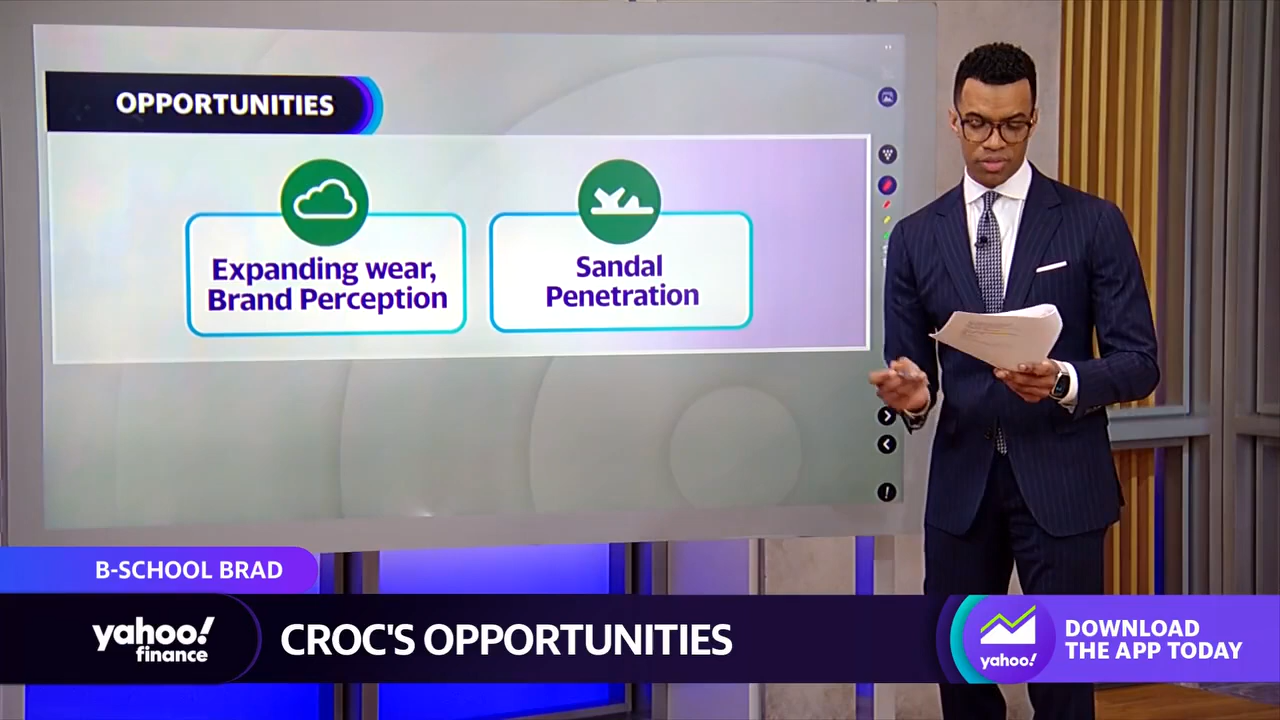 OPPORTUNITIES
Expanding wear,
Brand Perception
Sandal
Penetration
B-SCHOOL BRAD
yahoo!
finance
CROC'S OPPORTUNITIES
yahoo!
DOWNLOAD
THE APP TODAY